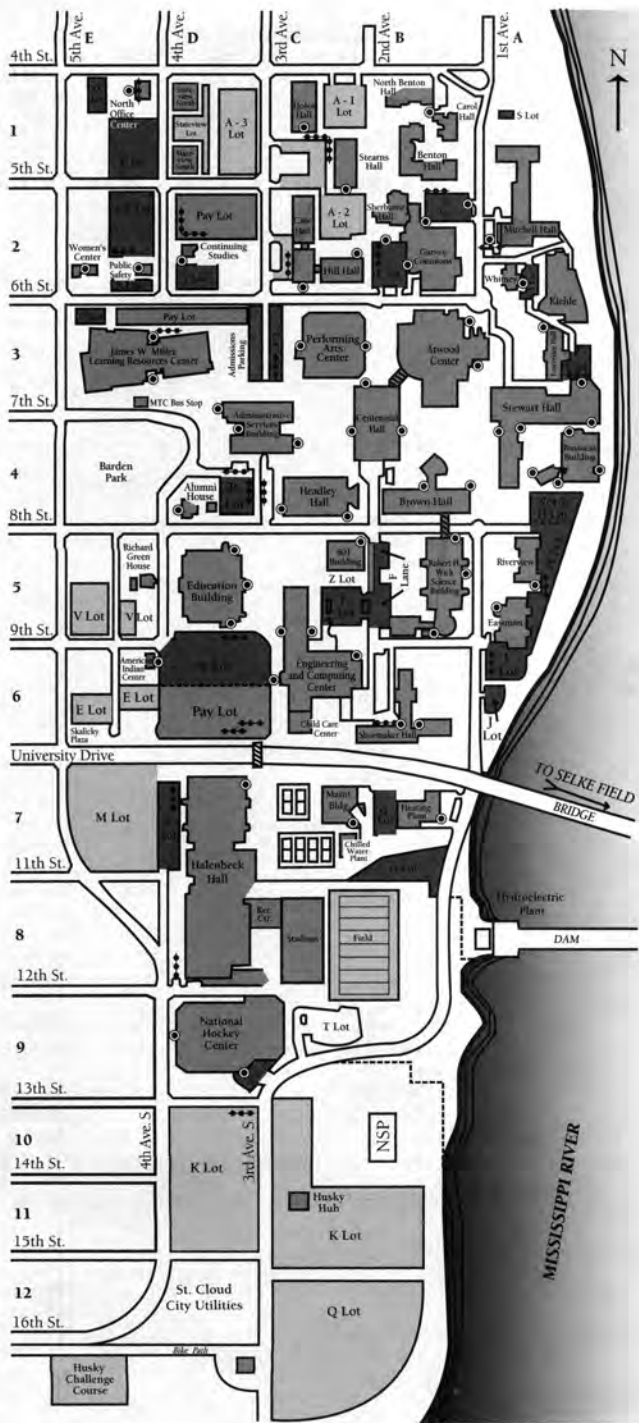 E
D
C
B
A
5th Ave.
4th Ave.
3rd Ave.
2nd Ave.
1st Ave.
4th St.
N
North Benton
Hall
Carol
Hall
S Lot
North
Office
Center
Stateview
Lot
A - 3
Lot
A - 1
Lot
1
Stearns
Hall
Benton
Hall
5th St.
A - 2
Lot
Pay Lot
Sherburne
Hall
Mitchell Hall
2
Women's
Center
Public
Safety
Continuing
Studies
Hill Hall
Garvey
Commons
Whitney
Kiehle
6th St.
Pay Lot
3
James W. Miller
Learning Resources Center
Admissions
Parking
Performing
Arts
Center
Atwood
Center
7th St.
MTC Bus Stop
Stewart Hall
Administrative
Services
Building
Centennial
Hall
4
Barden
Park
Alumni
House
Headley
Hall
Brown Hall
8th St.
Richard
Green
House
5
Education
Building
801
Building
Z Lot
F
Lane
Robert H.
Wick
Science
Building
Riverview
V Lot
V Lot
Eastman
9th St.
American
Indian
Center
Engineering
and Computing
Center
6
E Lot
E Lot
Pay Lot
J
Lot
Skalicky
Plaza
Child Care
Center
Shoemaker Hall
University Drive
TO SELKE FIELD
BRIDGE
7
M Lot
Maint
Bldg.
Heating
Plant
Chilled
Water
Plant
11th St.
Halenbeck
Hall
Hydroelectric
Plant
8
Rec.
Ctr.
Stadium
Field
DAM
12th St.
9
National
Hockey
Center
T Lot
13th St.
10
4th Ave. S
3rd Ave. S
NSP
14th St.
K Lot
11
Husky
Hub
K Lot
15th St.
MISSISSIPPI RIVER
12
St. Cloud
City Utilities
Q Lot
16th St.
Bike Path
Husky
Challenge
Course